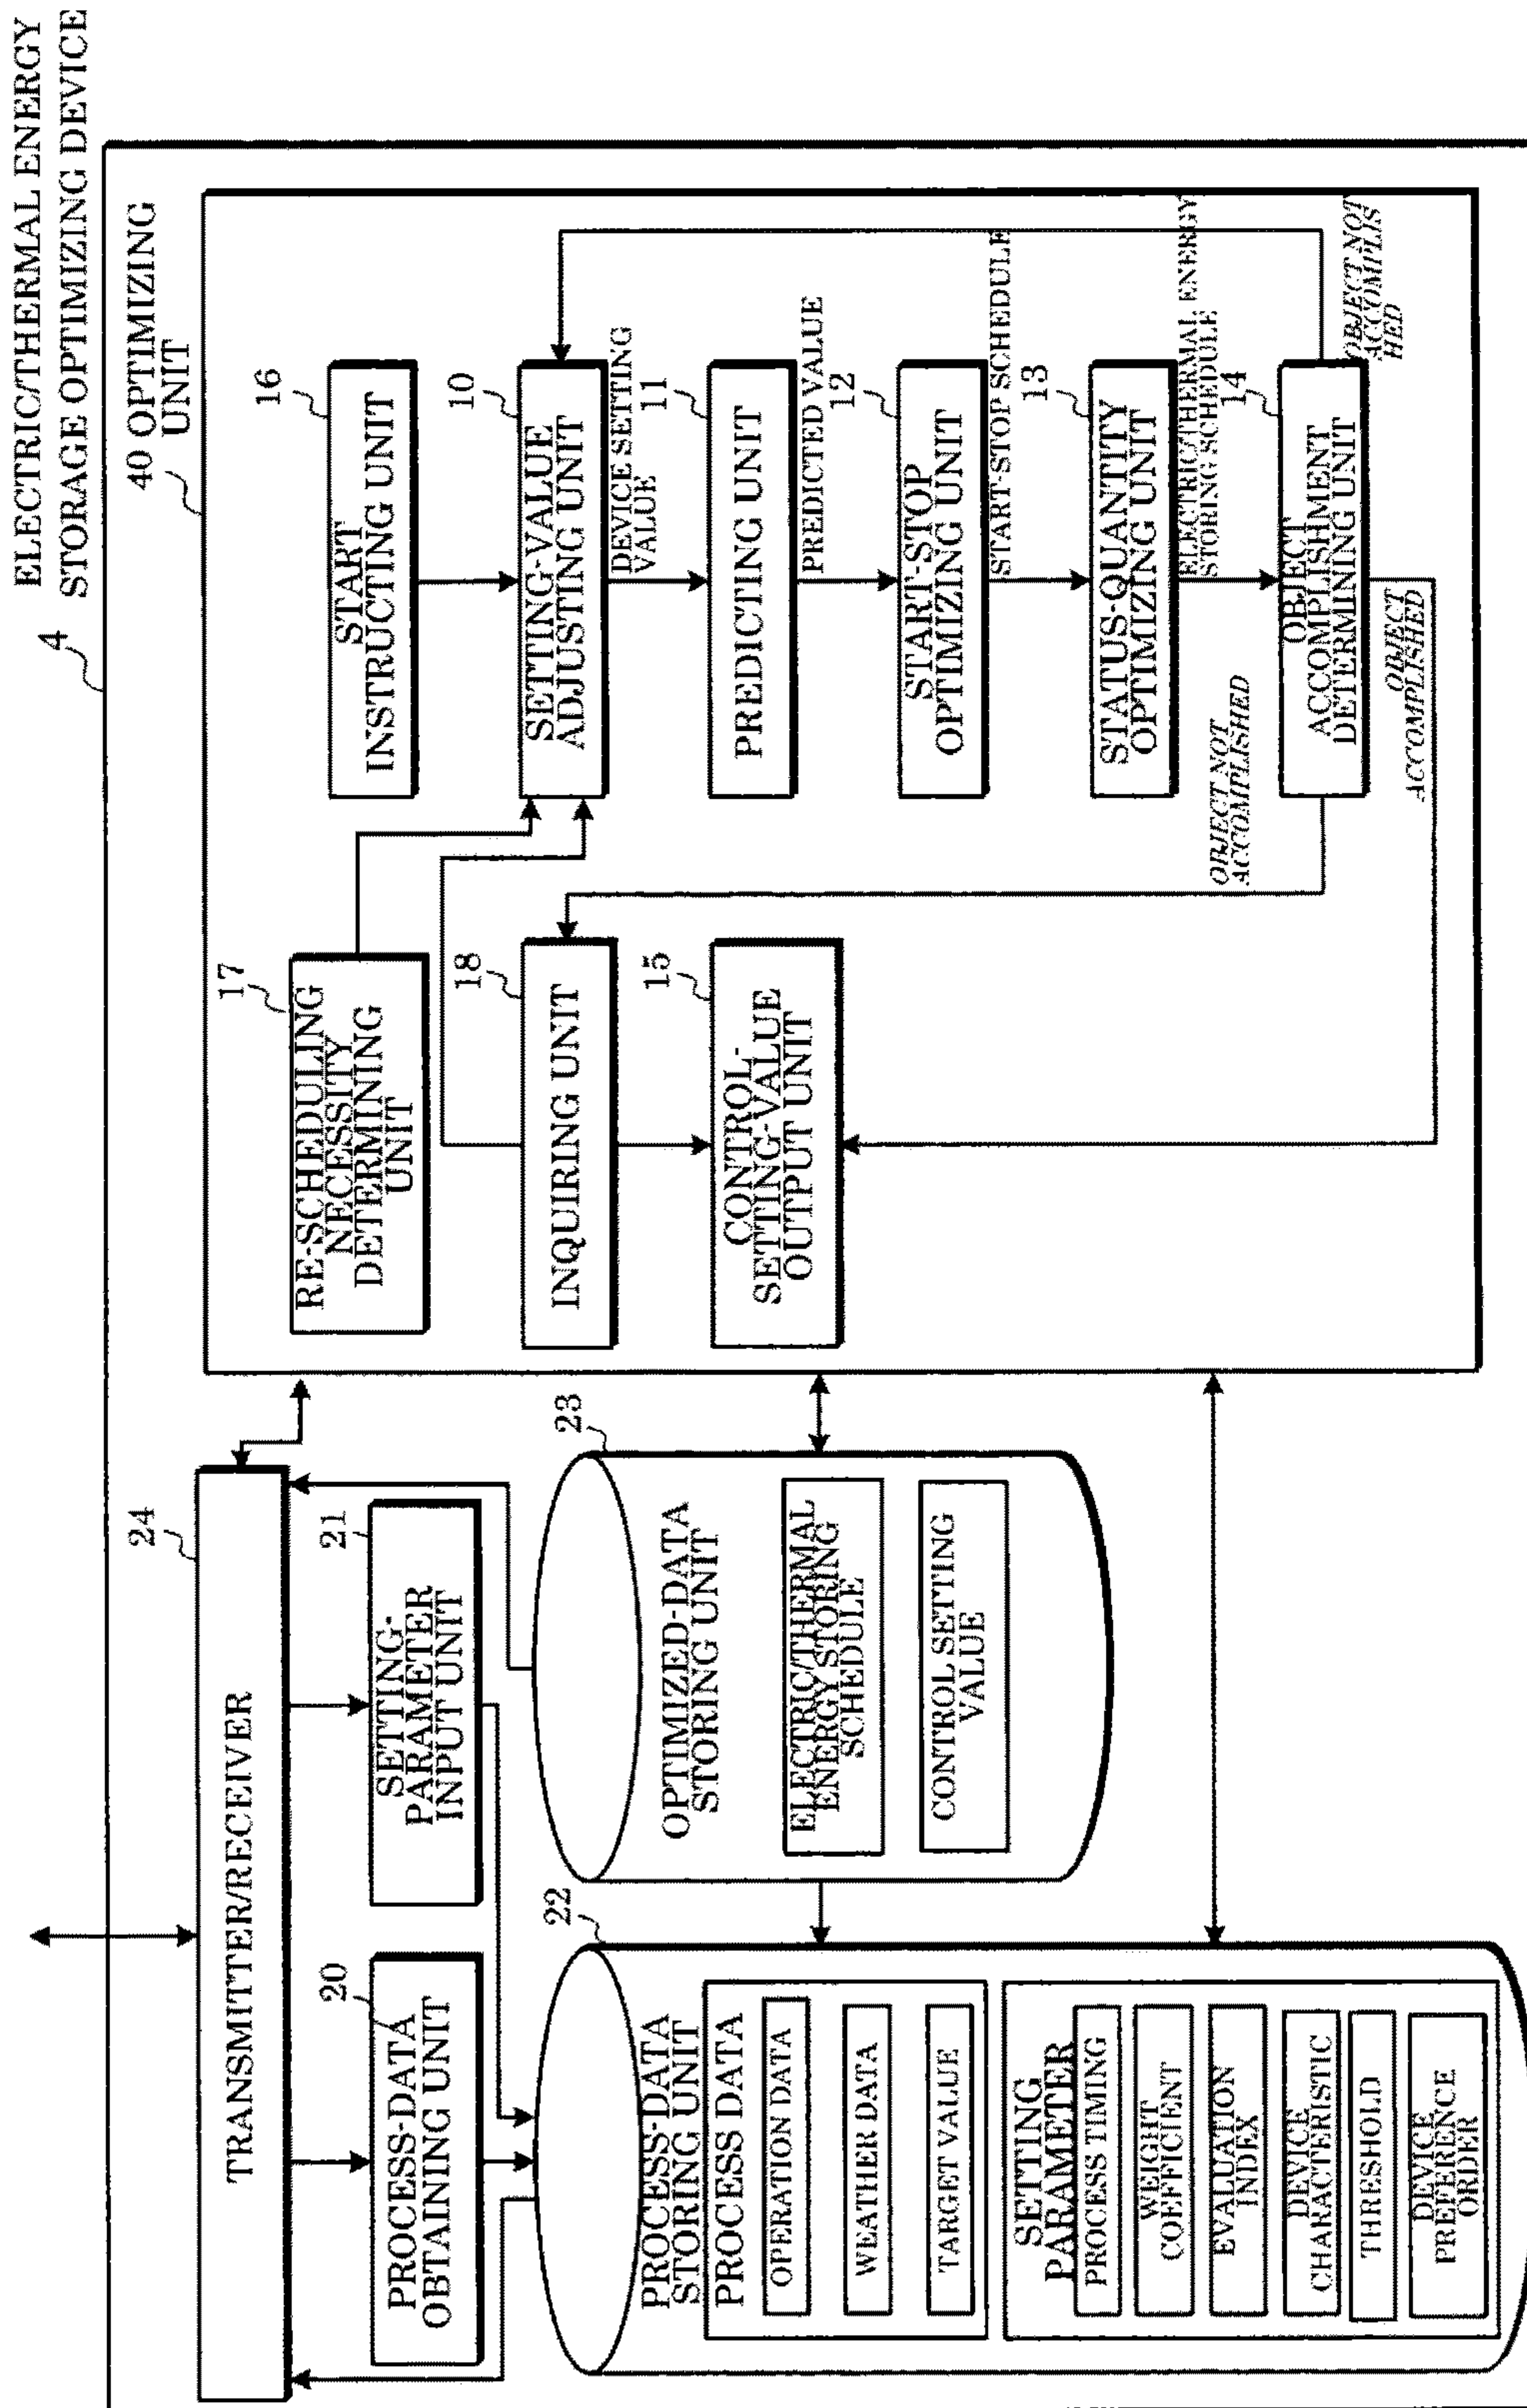 ELECTRIC/THERMAL ENERGY
STORAGE OPTIMIZING DEVICE
4
24
TRANSMITTER/RECEIVER
20
PROCESS-DATA
OBTAINING UNIT
21
SETTING-
PARAMETER
INPUT UNIT
22
PROCESS-DATA
STORING UNIT
PROCESS DATA
OPERATION DATA
WEATHER DATA
TARGET VALUE
SETTING
PARAMETER
PROCESS TIMING
WEIGHT
COEFFICIENT
EVALUATION
INDEX
DEVICE
CHARACTERISTIC
THRESHOLD
DEVICE
PREFERENCE
ORDER
23
OPTIMIZED-DATA
STORING UNIT
ELECTRIC/THERMAL
ENERGY STORING
SCHEDULE
CONTROL SETTING
VALUE
40 OPTIMIZING
UNIT
17
RE-SCHEDULING
NECESSITY
DETERMINING
UNIT
18
INQUIRING UNIT
15
CONTROL-
SETTING-VALUE
OUTPUT UNIT
16
START
INSTRUCTING UNIT
10
SETTING-VALUE
ADJUSTING UNIT
DEVICE SETTING
VALUE
11
PREDICTING UNIT
PREDICTED VALUE
12
START-STOP
OPTIMIZING UNIT
START-STOP SCHEDULE
13
STATUS-QUANTITY
OPTIMIZING UNIT
ELECTRIC/THERMAL ENERGY
STORING SCHEDULE
14
OBJECT
ACCOMPLISHMENT
DETERMINING UNIT
OBJECT NOT
ACCOMPLISHED
OBJECT
ACCOMPLISHED
OBJECT NOT
ACCOMPLIS
HED